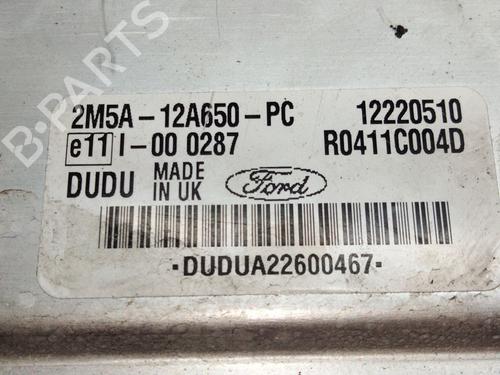 B-PARTS
2M5A-12A650-PC 12220510
e11 I-00 0287 R0411C004D
DUDU MADE IN UK Ford
·DUDUA22600467·